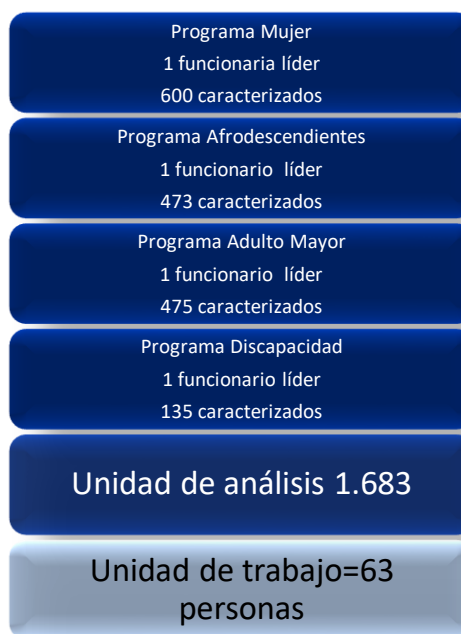 Programa Mujer
1 funcionaria líder
600 caracterizados
Programa Afrodescendientes
1 funcionario líder
473 caracterizados
Programa Adulto Mayor
1 funcionario líder
475 caracterizados
Programa Discapacidad
1 funcionario líder
135 caracterizados
Unidad de análisis 1.683
Unidad de trabajo=63
personas